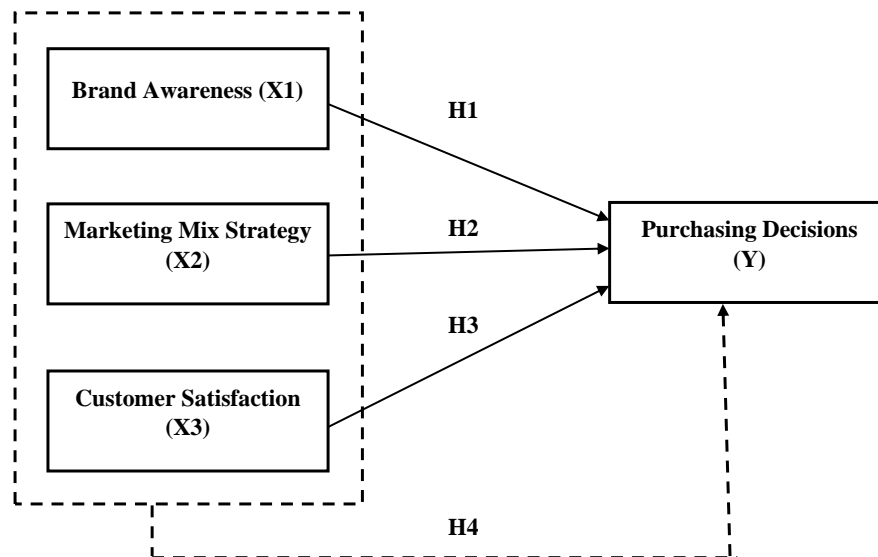 Brand Awareness (X1)
H1
Marketing Mix Strategy
(X2)
H2
Purchasing Decisions
(Y)
H3
Customer Satisfaction
(X3)
H4